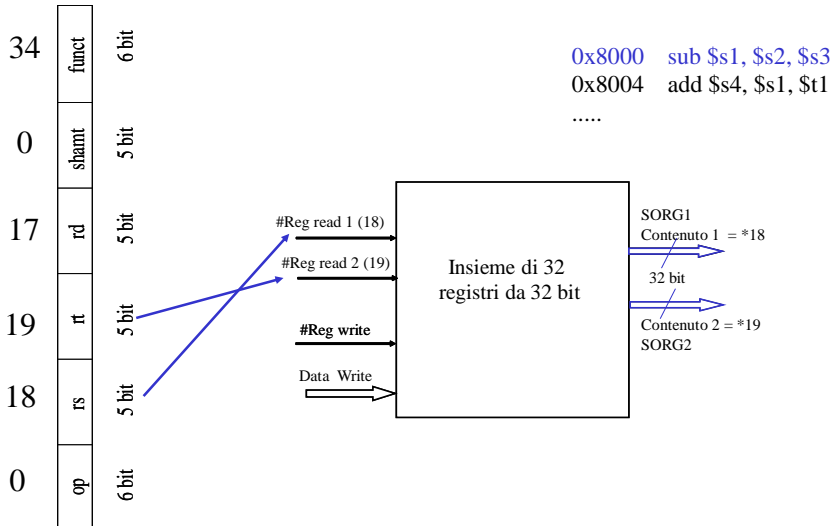 34
funct
6 bit
0
shamt
5 bit
17
rd
5 bit
19
rt
5 bit
18
rs
5 bit
0
op
6 bit
0x8000 sub $s1, $s2, $s3
0x8004 add $s4, $s1, $t1
.....
#Reg read 1 (18)
#Reg read 2 (19)
#Reg write
Data Write
Insieme di 32
registri da 32 bit
SORG1
Contenuto 1 = *18
32 bit
Contenuto 2 = *19
SORG2